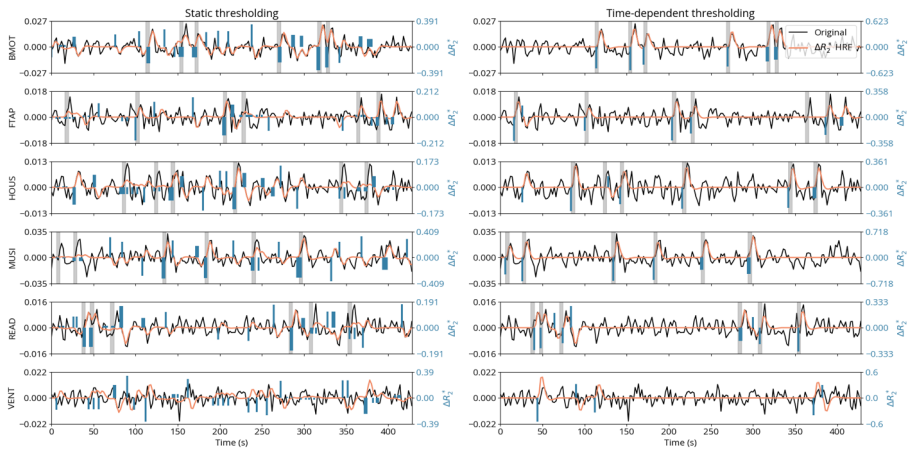 Static thresholding
Time-dependent thresholding
BMOT
0.027
0.000
−0.027
0.391
0.000
−0.391
ΔR₂*
Original
ΔR₂* HRF
0.623
0.000
−0.623
ΔR₂*
FTAP
0.018
0.000
−0.018
0.212
0.000
−0.212
ΔR₂*
0.018
0.000
−0.018
0.358
0.000
−0.358
ΔR₂*
HOUS
0.013
0.000
−0.013
0.173
0.000
−0.173
ΔR₂*
0.013
0.000
−0.013
0.361
0.000
−0.361
ΔR₂*
MUSI
0.035
0.000
−0.035
0.409
0.000
−0.409
ΔR₂*
0.035
0.000
−0.035
0.718
0.000
−0.718
ΔR₂*
READ
0.016
0.000
−0.016
0.191
0.000
−0.191
ΔR₂*
0.016
0.000
−0.016
0.333
0.000
−0.333
ΔR₂*
VENT
0.022
0.000
−0.022
0.39
0.00
−0.39
ΔR₂*
0.022
0.000
−0.022
0.6
0.0
−0.6
ΔR₂*
0 50 100 150 200 250 300 350 400
Time (s)
0 50 100 150 200 250 300 350 400
Time (s)
0.027
0.000
−0.027